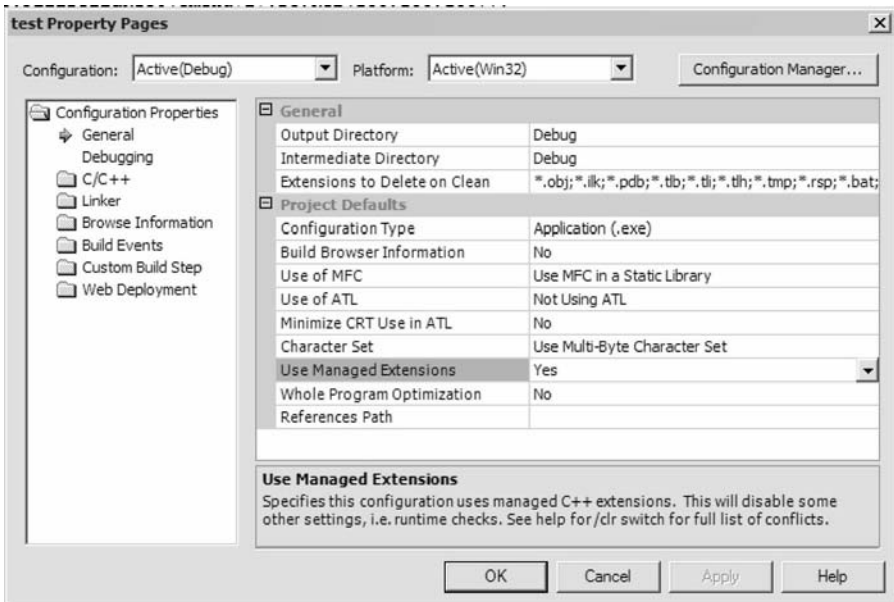 test Property Pages
Configuration: Active(Debug) Platform: Active(Win32) Configuration Manager...
Configuration Properties
General
Debugging
C/C++
Linker
Browse Information
Build Events
Custom Build Step
Web Deployment
General
Output Directory Debug
Intermediate Directory Debug
Extensions to Delete on Clean *.obj;*.ilk;*.pdb;*.tlb;*.tli;*.tlh;*.tmp;*.rsp;*.bat;
Project Defaults
Configuration Type Application (.exe)
Build Browser Information No
Use of MFC Use MFC in a Static Library
Use of ATL Not Using ATL
Minimize CRT Use in ATL No
Character Set Use Multi-Byte Character Set
Use Managed Extensions Yes
Whole Program Optimization No
References Path
Use Managed Extensions
Specifies this configuration uses managed C++ extensions. This will disable some
other settings, i.e. runtime checks. See help for /clr switch for full list of conflicts.
OK Cancel Apply Help